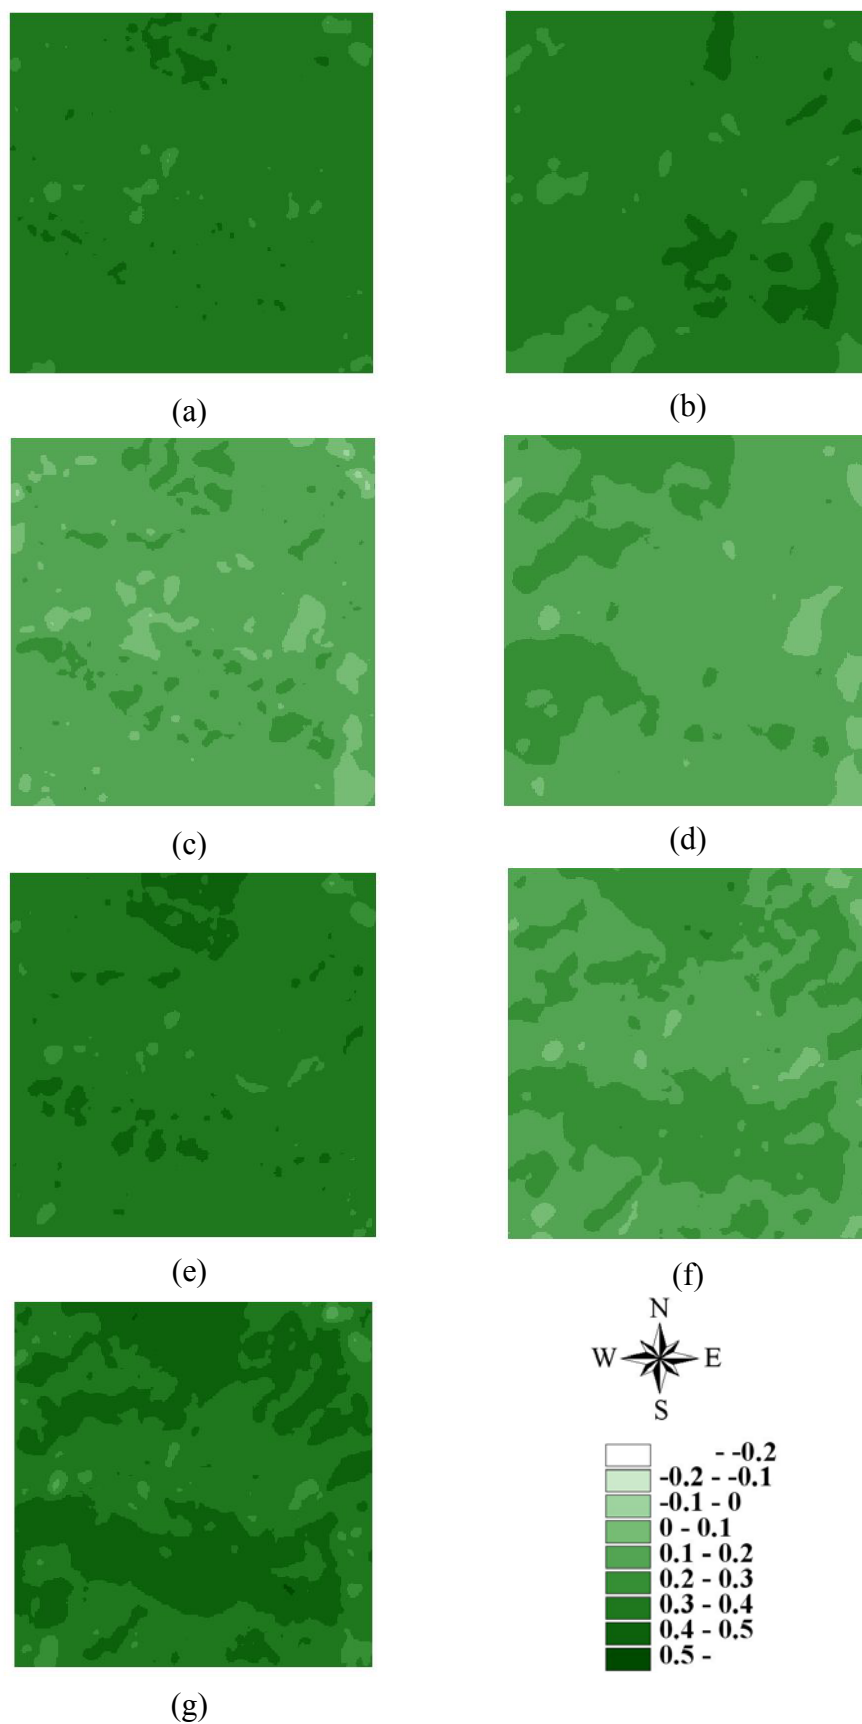 (a)
(b)
(c)
(d)
(e)
(f)
(g)
N
W E
S
- -0.2
-0.2 - -0.1
-0.1 - 0
0 - 0.1
0.1 - 0.2
0.2 - 0.3
0.3 - 0.4
0.4 - 0.5
0.5 -